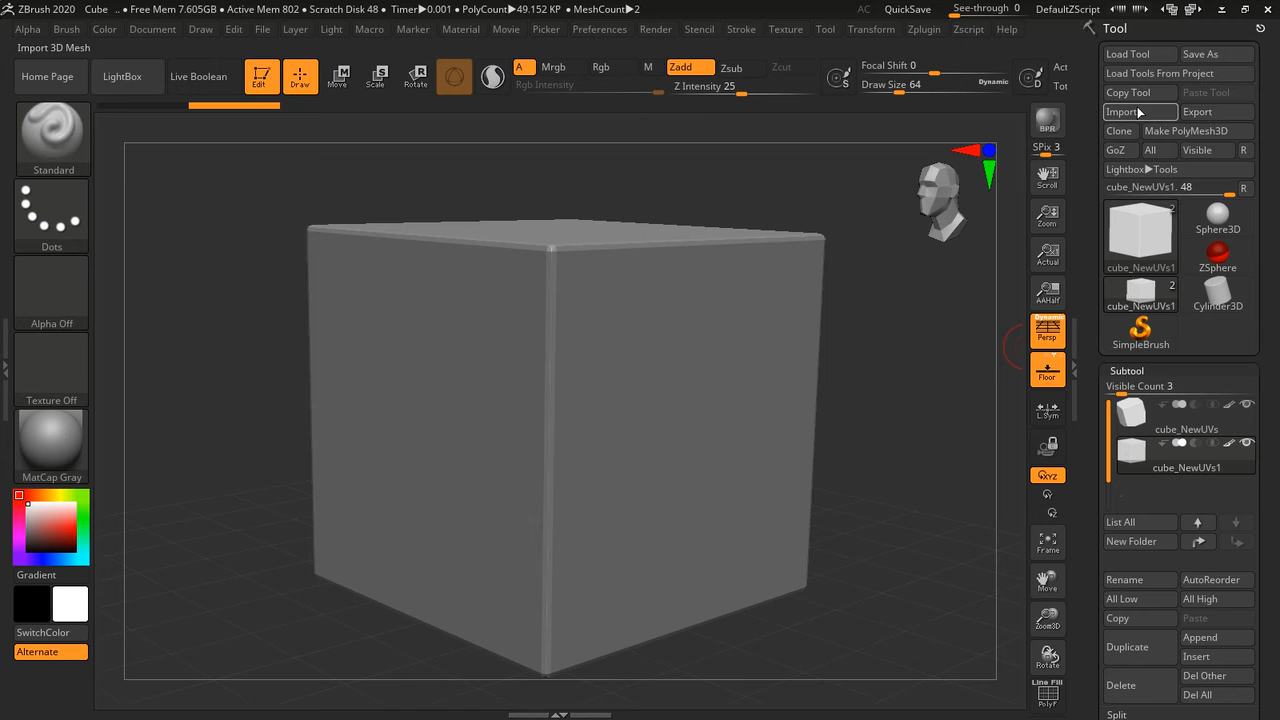 ZBrush 2020 Cube .. • Free Mem 7.605GB • Active Mem 802 • Scratch Disk 48 • Timer▶0.001 • PolyCount▶49.152 KP • MeshCount▶2
AC QuickSave See-through 0 DefaultZScript
Alpha Brush Color Document Draw Edit File Layer Light Macro Marker Material Movie Picker Preferences Render Stencil Stroke Texture Tool Transform Zplugin Zscript Help
Import 3D Mesh
Home Page LightBox Live Boolean Edit Draw Move Scale Rotate
A Mrgb Rgb M Zadd Zsub Zcut
Rgb Intensity Z Intensity 25
Focal Shift 0
Draw Size 64 Dynamic
S D
Act
Tot
Standard
Dots
Alpha Off
Texture Off
MatCap Gray
Gradient
SwitchColor
Alternate
BPR
SPix 3
Scroll
Zoom
Actual
AAHalf
Dynamic
Persp
Floor
L.Sym
XYZ
Y
Z
Frame
Move
Zoom3D
Rotate
Line Fill
PolyF
Tool
Load Tool Save As
Load Tools From Project
Copy Tool Paste Tool
Import Export
Clone Make PolyMesh3D
GoZ All Visible R
Lightbox▶Tools
cube_NewUVs1. 48 R
2
cube_NewUVs1 Sphere3D
ZSphere
2
cube_NewUVs1 Cylinder3D
SimpleBrush
Subtool
Visible Count 3
cube_NewUVs
cube_NewUVs1
List All
New Folder
Rename AutoReorder
All Low All High
Copy Paste
Duplicate Append
Insert
Delete Del Other
Del All
Split